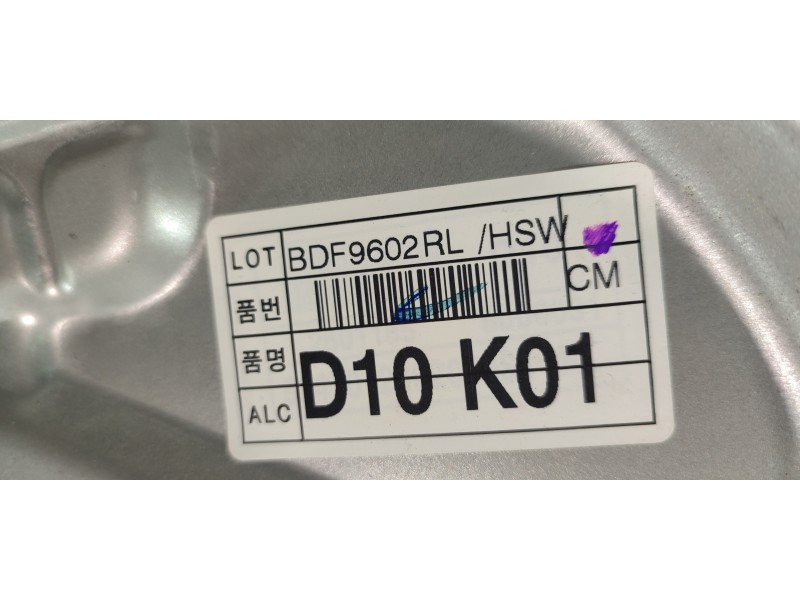 LOT BDF9602RL /HSW
품번 CM
품명
D10 K01
ALC